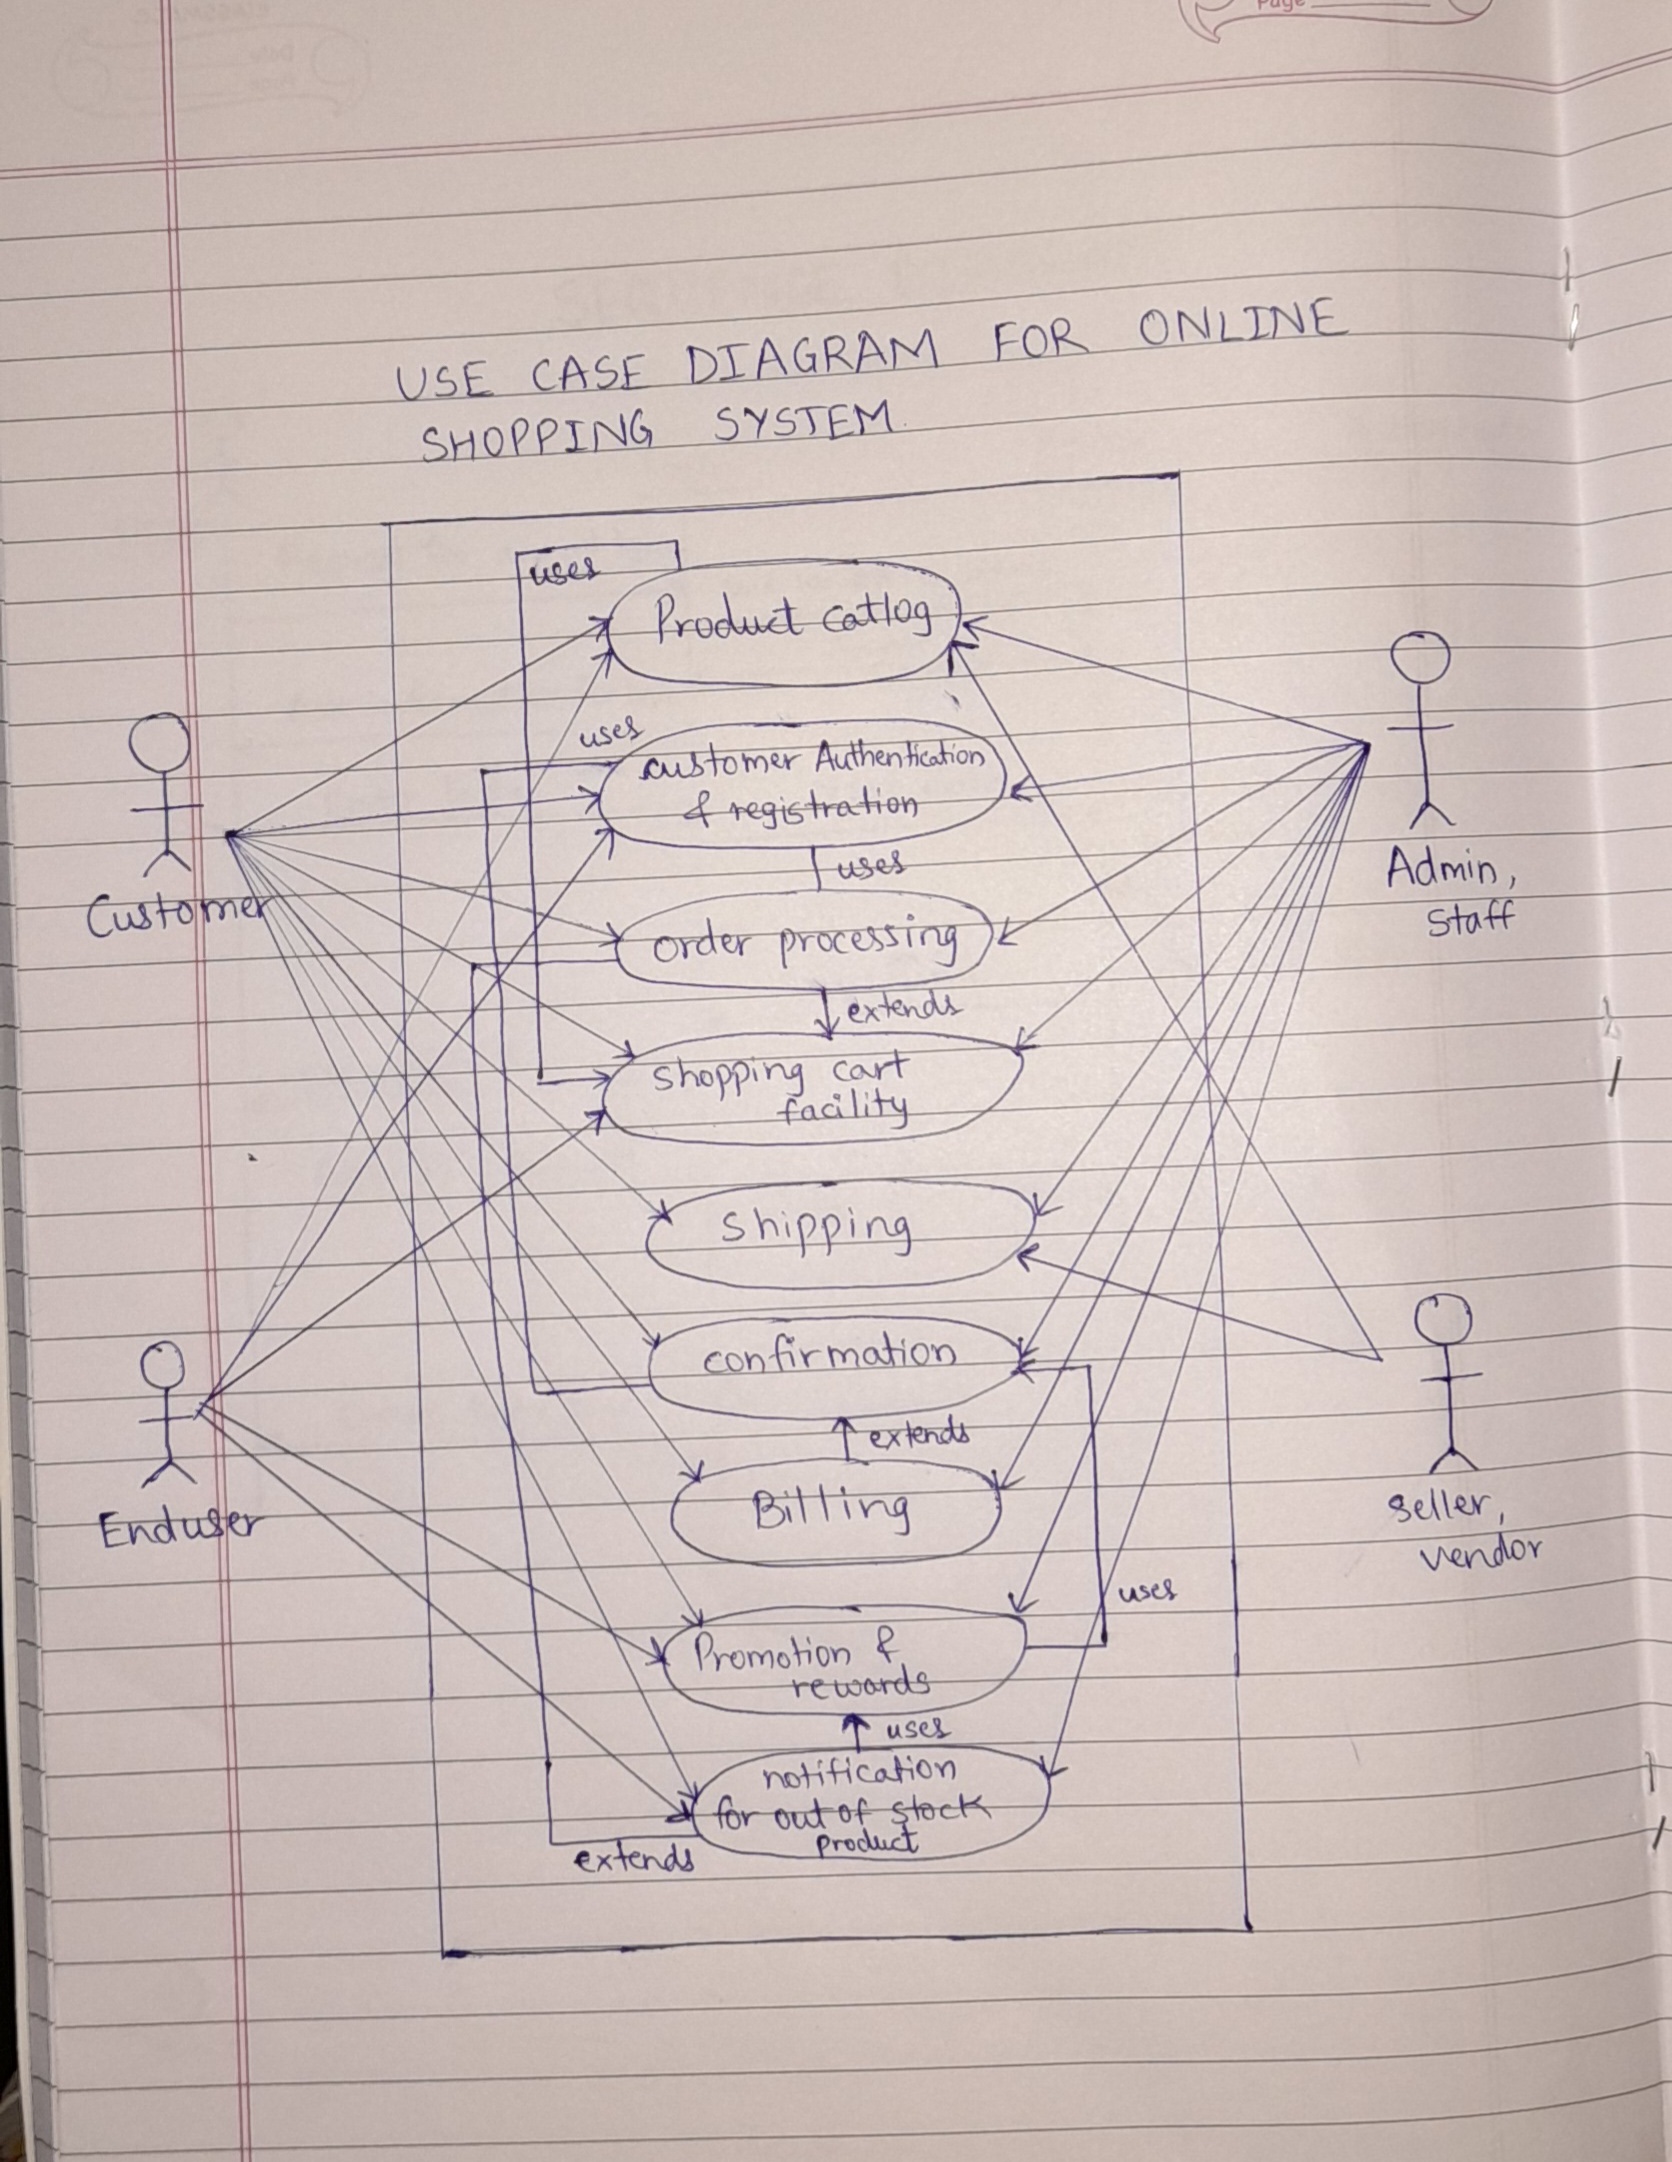 Page
USE CASE DIAGRAM FOR ONLINE
SHOPPING SYSTEM.
uses
Product catlog
uses
customer Authentication
& registration
uses
Customer
Admin,
staff
order processing
extends
shopping cart
facility
shipping
confirmation
extends
Billing
Enduser
seller,
vendor
uses
Promotion &
rewards
uses
notification
for out of stock
product
extends